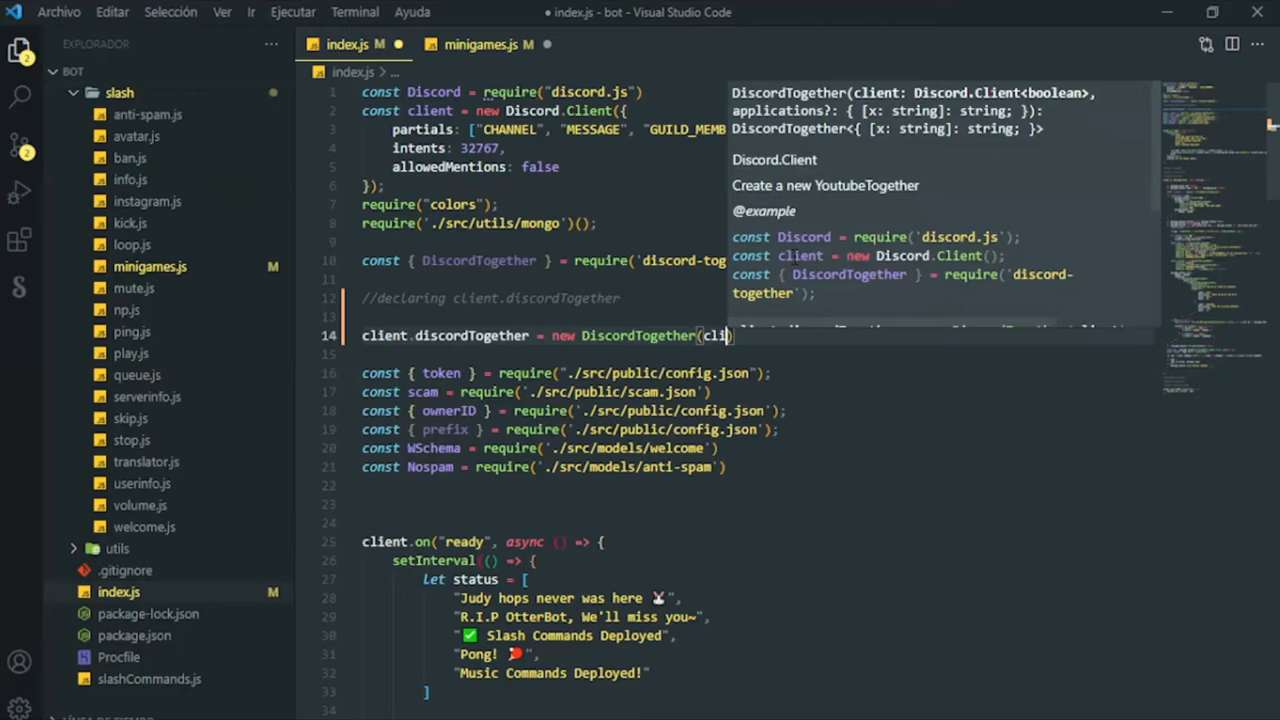 Archivo Editar Selección Ver Ir Ejecutar Terminal Ayuda
● index.js - bot - Visual Studio Code
EXPLORADOR
index.js M
minigames.js M
index.js > ...
BOT
slash
anti-spam.js
avatar.js
ban.js
info.js
instagram.js
kick.js
loop.js
minigames.js M
mute.js
np.js
ping.js
play.js
queue.js
serverinfo.js
skip.js
stop.js
translator.js
userinfo.js
volume.js
welcome.js
utils
.gitignore
index.js M
package-lock.json
package.json
Procfile
slashCommands.js
2
2
1 const Discord = require("discord.js")
2 const client = new Discord.Client({
3 partials: ["CHANNEL", "MESSAGE", "GUILD_MEMB
4 intents: 32767,
5 allowedMentions: false
6 });
7 require("colors");
8 require('./src/utils/mongo')();
9
10 const { DiscordTogether } = require('discord-tog
11
12 //declaring client.discordTogether
13
14 client.discordTogether = new DiscordTogether(cli)
15
16 const { token } = require("./src/public/config.json");
17 const scam = require('./src/public/scam.json')
18 const { ownerID } = require('./src/public/config.json');
19 const { prefix } = require('./src/public/config.json');
20 const WSchema = require('./src/models/welcome')
21 const Nospam = require('./src/models/anti-spam')
22
23
24
25 client.on("ready", async () => {
26 setInterval(() => {
27 let status = [
28 "Judy hops never was here 🐰",
29 "R.I.P OtterBot, We'll miss you~",
30 "✅ Slash Commands Deployed",
31 "Pong! 🏓",
32 "Music Commands Deployed!"
33 ]
34
DiscordTogether(client: Discord.Client<boolean>,
applications?: { [x: string]: string; }):
DiscordTogether<{ [x: string]: string; }>
Discord.Client
Create a new YoutubeTogether
@example
const Discord = require('discord.js');
const client = new Discord.Client();
const { DiscordTogether } = require('discord-
together');